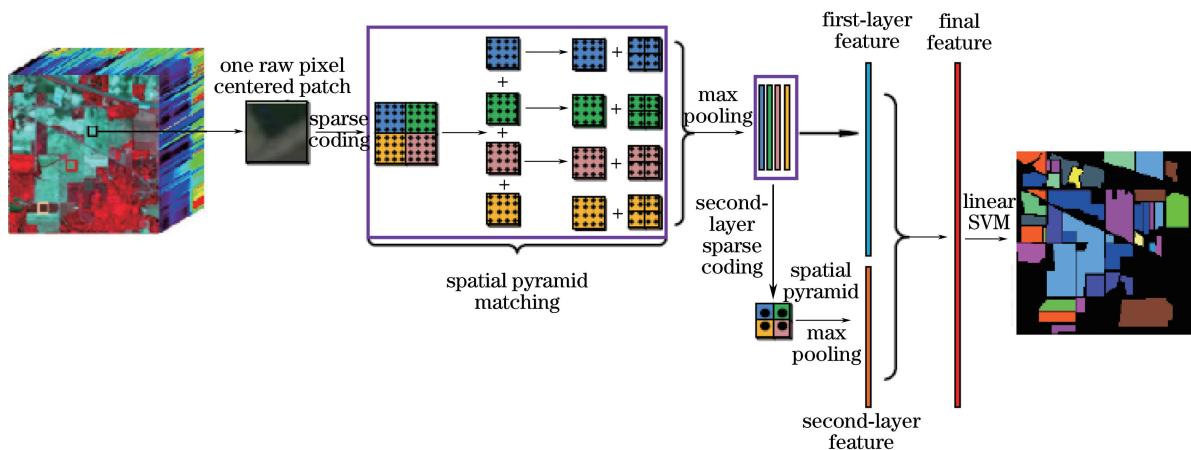 one raw pixel
centered patch
sparse
coding
+
+
+
+
+
+
+
spatial pyramid
matching
max
pooling
second-
layer
sparse
coding
spatial
pyramid
max
pooling
first-layer
feature
second-layer
feature
final
feature
linear
SVM